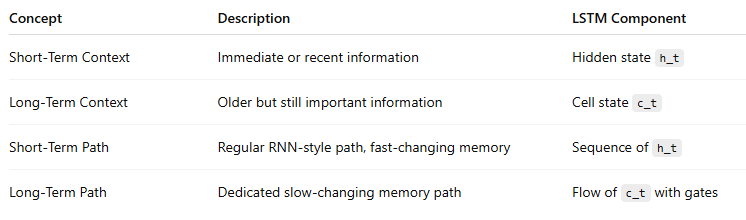 Concept Description LSTM Component
Short-Term Context Immediate or recent information Hidden state h_t
Long-Term Context Older but still important information Cell state c_t
Short-Term Path Regular RNN-style path, fast-changing memory Sequence of h_t
Long-Term Path Dedicated slow-changing memory path Flow of c_t with gates